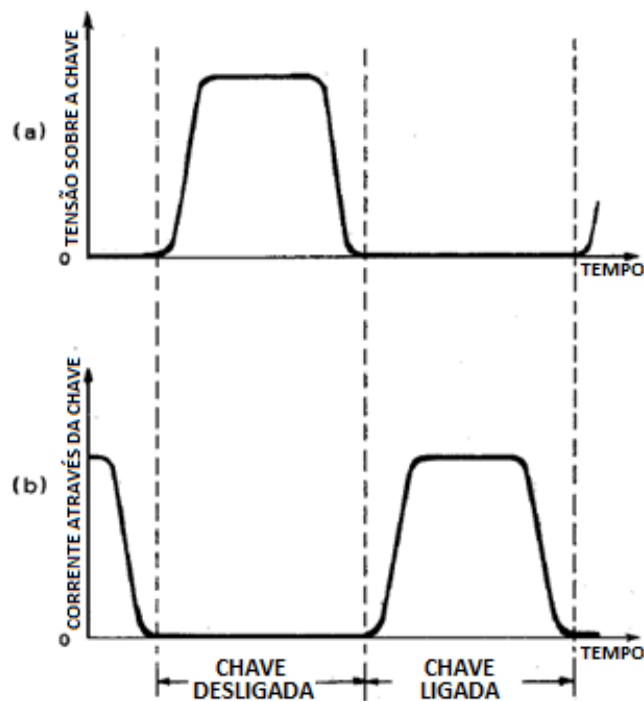 (a)
TENSÃO SOBRE A CHAVE
0
TEMPO
(b)
CORRENTE ATRAVÉS DA CHAVE
0
TEMPO
CHAVE
DESLIGADA
CHAVE
LIGADA